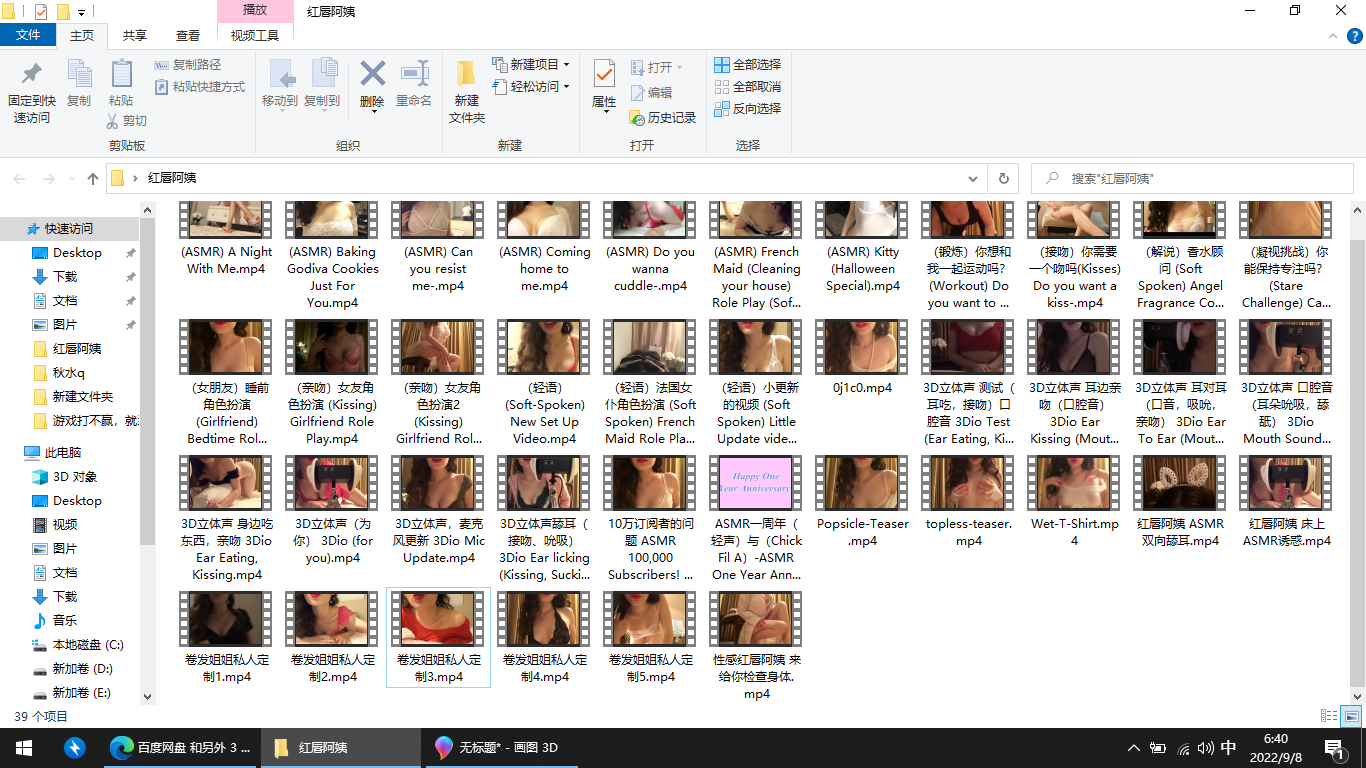 播放
红唇阿姨
文件
主页
共享
查看
视频工具
固定到快
速访问
复制
粘贴
复制路径
粘贴快捷方式
剪切
剪贴板
移动到
复制到
删除
重命名
组织
新建
文件夹
新建项目
轻松访问
新建
属性
打开
编辑
历史记录
打开
全部选择
全部取消
反向选择
选择
红唇阿姨
搜索"红唇阿姨"
快速访问
Desktop
下载
文档
图片
红唇阿姨
秋水q
新建文件夹
游戏打不赢，就
此电脑
3D 对象
Desktop
视频
图片
文档
下载
音乐
本地磁盘 (C:)
新加卷 (D:)
新加卷 (E:)
(ASMR) A Night
With Me.mp4
(ASMR) Baking
Godiva Cookies
Just For
You.mp4
(ASMR) Can
you resist
me-.mp4
(ASMR) Coming
home to
me.mp4
(ASMR) Do you
wanna
cuddle-.mp4
(ASMR) French
Maid (Cleaning
your house)
Role Play (Sof...
(ASMR) Kitty
(Halloween
Special).mp4
（锻炼）你想和
我一起运动吗？
(Workout) Do
you want to ...
（接吻）你需要
一个吻吗(Kisses)
Do you want a
kiss-.mp4
（解说）香水顾
问 (Soft
Spoken) Angel
Fragrance Co...
（凝视挑战）你
能保持专注吗？
(Stare
Challenge) Ca...
（女朋友）睡前
角色扮演
(Girlfriend)
Bedtime Rol...
（亲吻）女友角
色扮演 (Kissing)
Girlfriend Role
Play.mp4
（亲吻）女友角
色扮演2
(Kissing)
Girlfriend Rol...
（轻语）
(Soft-Spoken)
New Set Up
Video.mp4
（轻语）法国女
仆角色扮演 (Soft
Spoken) French
Maid Role Pla...
（轻语）小更新
的视频 (Soft
Spoken) Little
Update vide...
0j1c0.mp4
3D立体声 测试（
耳吃，接吻）口
腔音 3Dio Test
(Ear Eating, Ki...
3D立体声 耳边亲
吻（口腔音）
3Dio Ear
Kissing (Mout...
3D立体声 耳对耳
（口音，吸吮，
亲吻） 3Dio Ear
To Ear (Mout...
3D立体声 口腔音
（耳朵吮吸，舔
舐） 3Dio
Mouth Sound...
3D立体声 身边吃
东西，亲吻 3Dio
Ear Eating,
Kissing.mp4
3D立体声（为
你） 3Dio (for
you).mp4
3D立体声，麦克
风更新 3Dio Mic
Update.mp4
3D立体声舔耳（
接吻、吮吸）
3Dio Ear licking
(Kissing, Sucki...
10万订阅者的问
题 ASMR
100,000
Subscribers! ...
Happy One
Year Anniversary
ASMR一周年（
轻声）与（Chick
Fil A）-ASMR
One Year Ann...
Popsicle-Teaser
.mp4
topless-teaser.
mp4
Wet-T-Shirt.mp
4
红唇阿姨 ASMR
双向舔耳.mp4
红唇阿姨 床上
ASMR诱惑.mp4
卷发姐姐私人定
制1.mp4
卷发姐姐私人定
制2.mp4
卷发姐姐私人定
制3.mp4
卷发姐姐私人定
制4.mp4
卷发姐姐私人定
制5.mp4
性感红唇阿姨 来
给你检查身体.
mp4
39 个项目
百度网盘 和另外 3 ...
红唇阿姨
无标题* - 画图 3D
中
6:40
2022/9/8
1